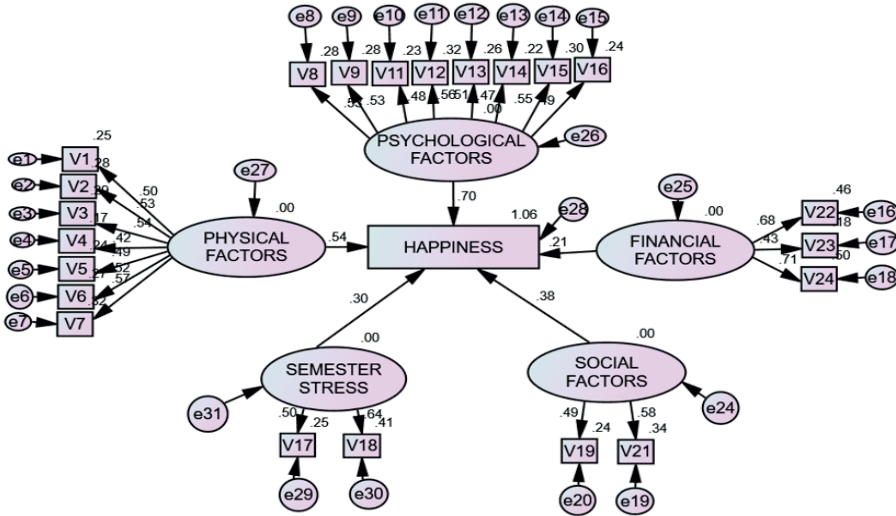 e8 e9 e10 e11 e12 e13 e14 e15
.28 .28 .23 .32 .26 .22 .30 .24
V8 V9 V11 V12 V13 V14 V15 V16
.53 .53 .48 .56 .51 .47 .55 .49
.00
PSYCHOLOGICAL
FACTORS
e26
.70
.25
e1 V1
.28
e2 V2
e3 V3
.17
e4 V4
.24
e5 V5
e6 V6
.32
e7 V7
.50
.53
.54
.42
.49
.52
.57
e27
.00
PHYSICAL
FACTORS
.54
1.06
e28
HAPPINESS
.21
e25
.00
FINANCIAL
FACTORS
.68
.43
.71
.46
V22 e16
.18
V23 e17
.50
V24 e18
.30
.00
SEMESTER
STRESS
e31
.50 .64
.25 .41
V17 V18
e29 e30
.38
.00
SOCIAL
FACTORS
e24
.49 .58
.24 .34
V19 V21
e20 e19